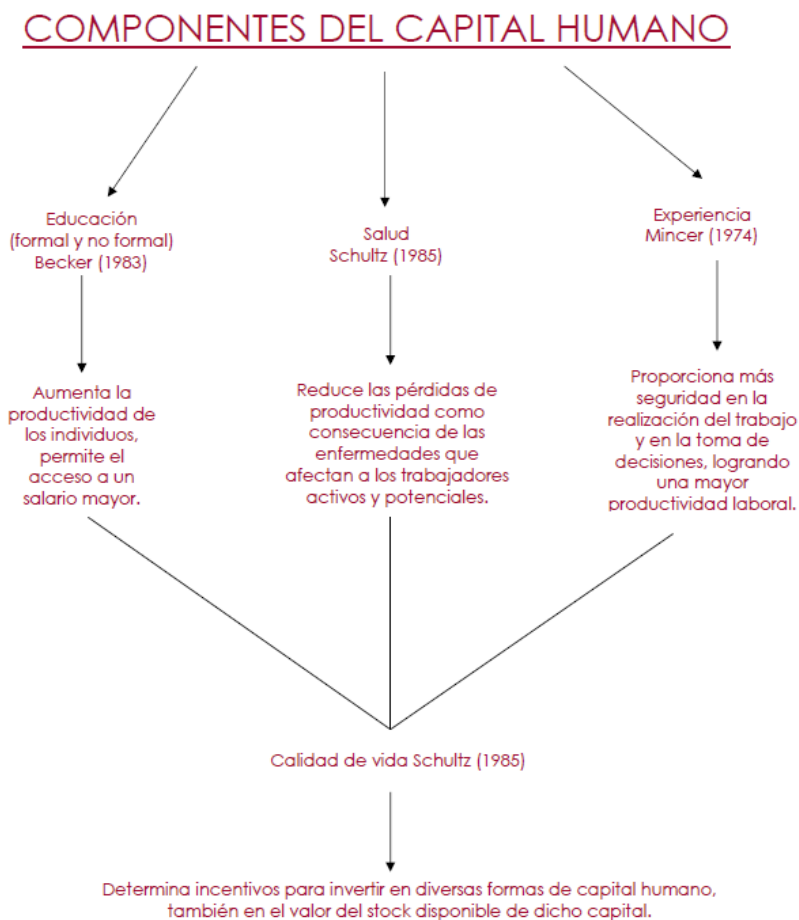 COMPONENTES DEL CAPITAL HUMANO
Educación
(formal y no formal)
Becker (1983)
Salud
Schultz (1985)
Experiencia
Mincer (1974)
Aumenta la
productividad de
los individuos,
permite el
acceso a un
salario mayor.
Reduce las pérdidas de
productividad como
consecuencia de las
enfermedades que
afectan a los trabajadores
activos y potenciales.
Proporciona más
seguridad en la
realización del trabajo
y en la toma de
decisiones, logrando
una mayor
productividad laboral.
Calidad de vida Schultz (1985)
Determina incentivos para invertir en diversas formas de capital humano,
también en el valor del stock disponible de dicho capital.